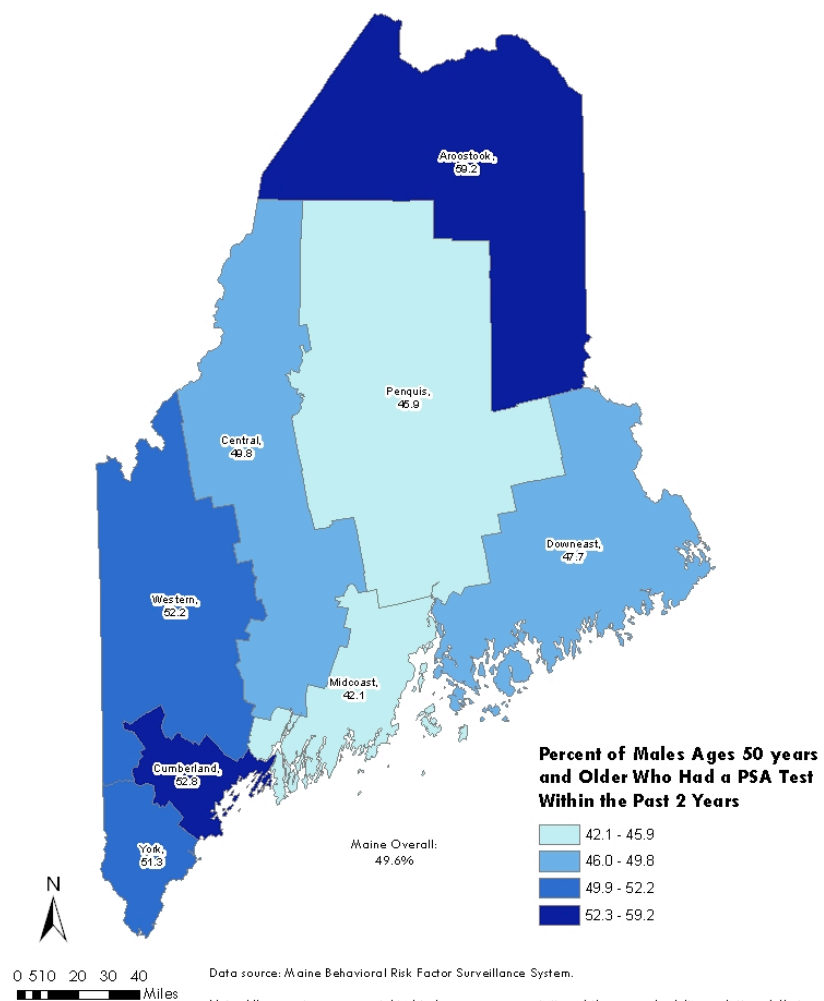 Aroostook,
59.2
Penquis,
45.9
Central,
49.8
Downeast,
47.7
Western,
52.2
Midcoast,
42.1
Cumberland,
52.8
York,
51.3
Maine Overall:
49.6%
Percent of Males Ages 50 years
and Older Who Had a PSA Test
Within the Past 2 Years
42.1 - 45.9
46.0 - 49.8
49.9 - 52.2
52.3 - 59.2
N
0 5 10 20 30 40
Miles
Data source: Maine Behavioral Risk Factor Surveillance System.